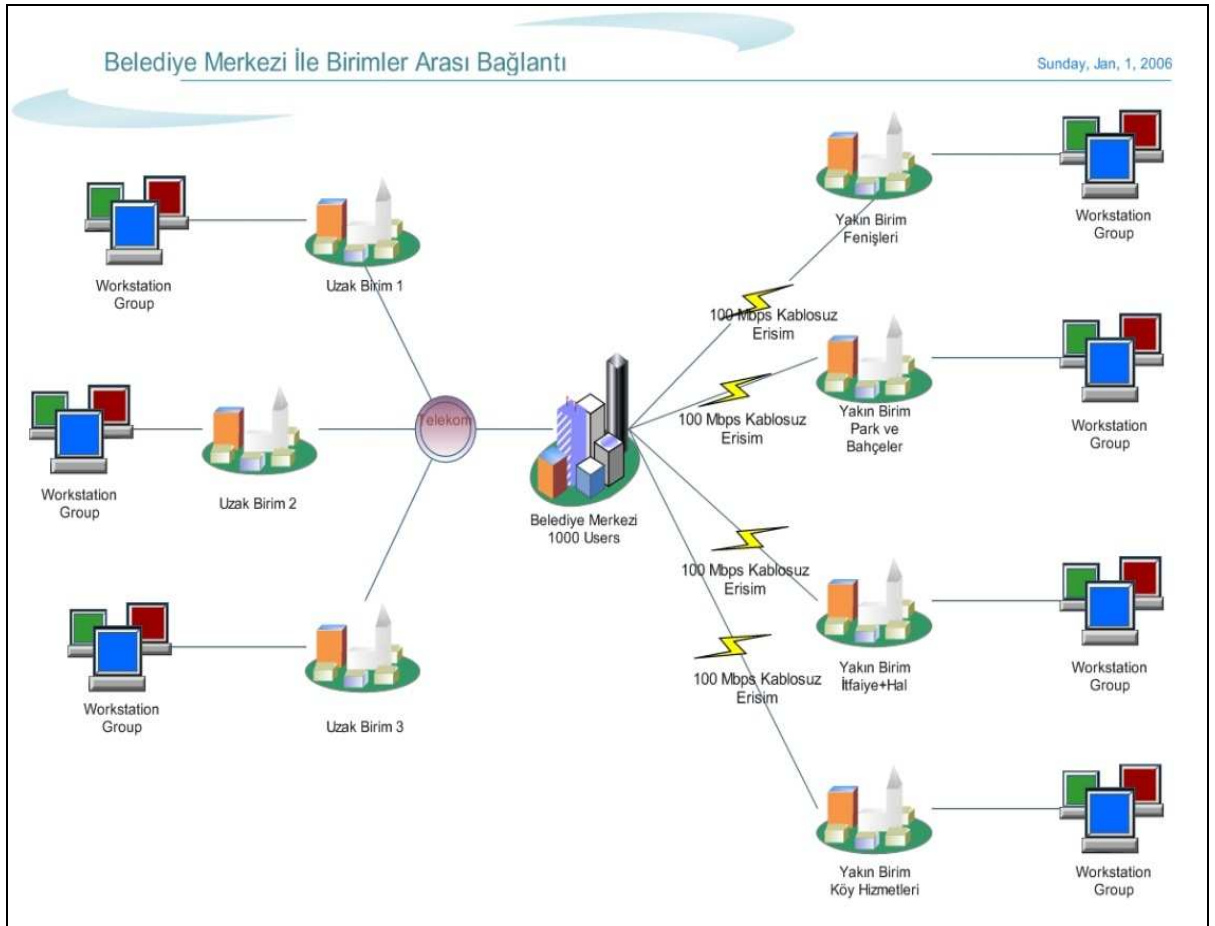 Belediye Merkezi İle Birimler Arası Bağlantı
Sunday, Jan, 1, 2006
Workstation
Group
Uzak Birim 1
Workstation
Group
Uzak Birim 2
Workstation
Group
Uzak Birim 3
Telekom
Belediye Merkezi
1000 Users
100 Mbps Kablosuz
Erisim
100 Mbps Kablosuz
Erisim
100 Mbps Kablosuz
Erisim
100 Mbps Kablosuz
Erisim
Yakın Birim
Fenişleri
Workstation
Group
Yakın Birim
Park ve
Bahçeler
Workstation
Group
Yakın Birim
İtfaiye+Hal
Workstation
Group
Yakın Birim
Köy Hizmetleri
Workstation
Group